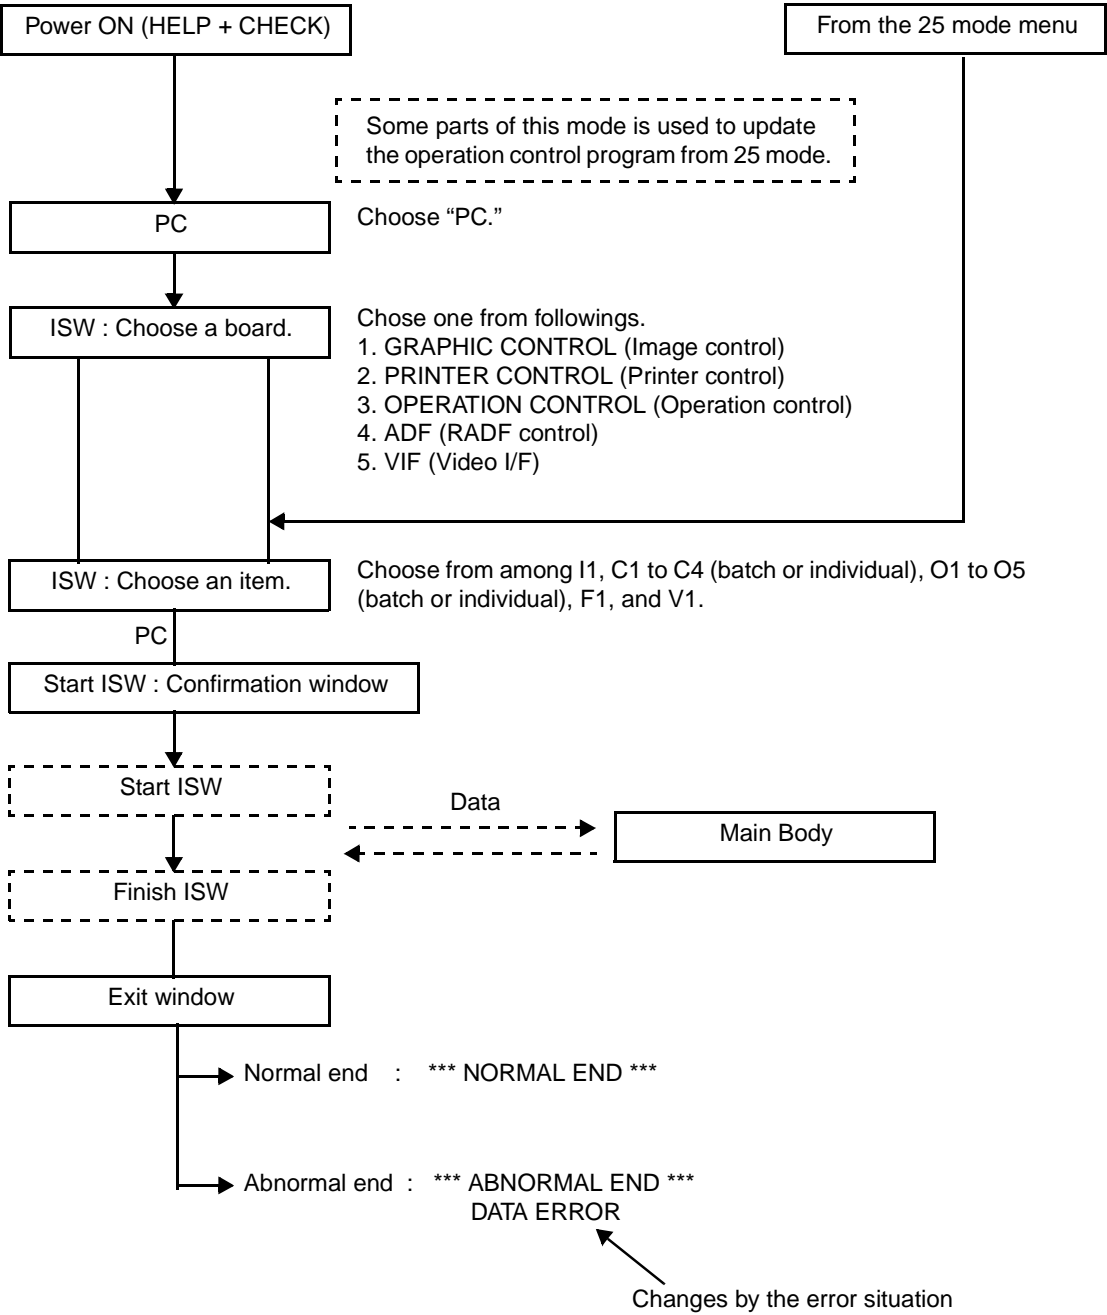 Power ON (HELP + CHECK)
From the 25 mode menu
Some parts of this mode is used to update
the operation control program from 25 mode.
PC
Choose “PC.”
ISW : Choose a board.
Chose one from followings.
1. GRAPHIC CONTROL (Image control)
2. PRINTER CONTROL (Printer control)
3. OPERATION CONTROL (Operation control)
4. ADF (RADF control)
5. VIF (Video I/F)
ISW : Choose an item.
Choose from among I1, C1 to C4 (batch or individual), O1 to O5
(batch or individual), F1, and V1.
PC
Start ISW : Confirmation window
Start ISW
Data
Main Body
Finish ISW
Exit window
Normal end : *** NORMAL END ***
Abnormal end : *** ABNORMAL END ***
DATA ERROR
Changes by the error situation